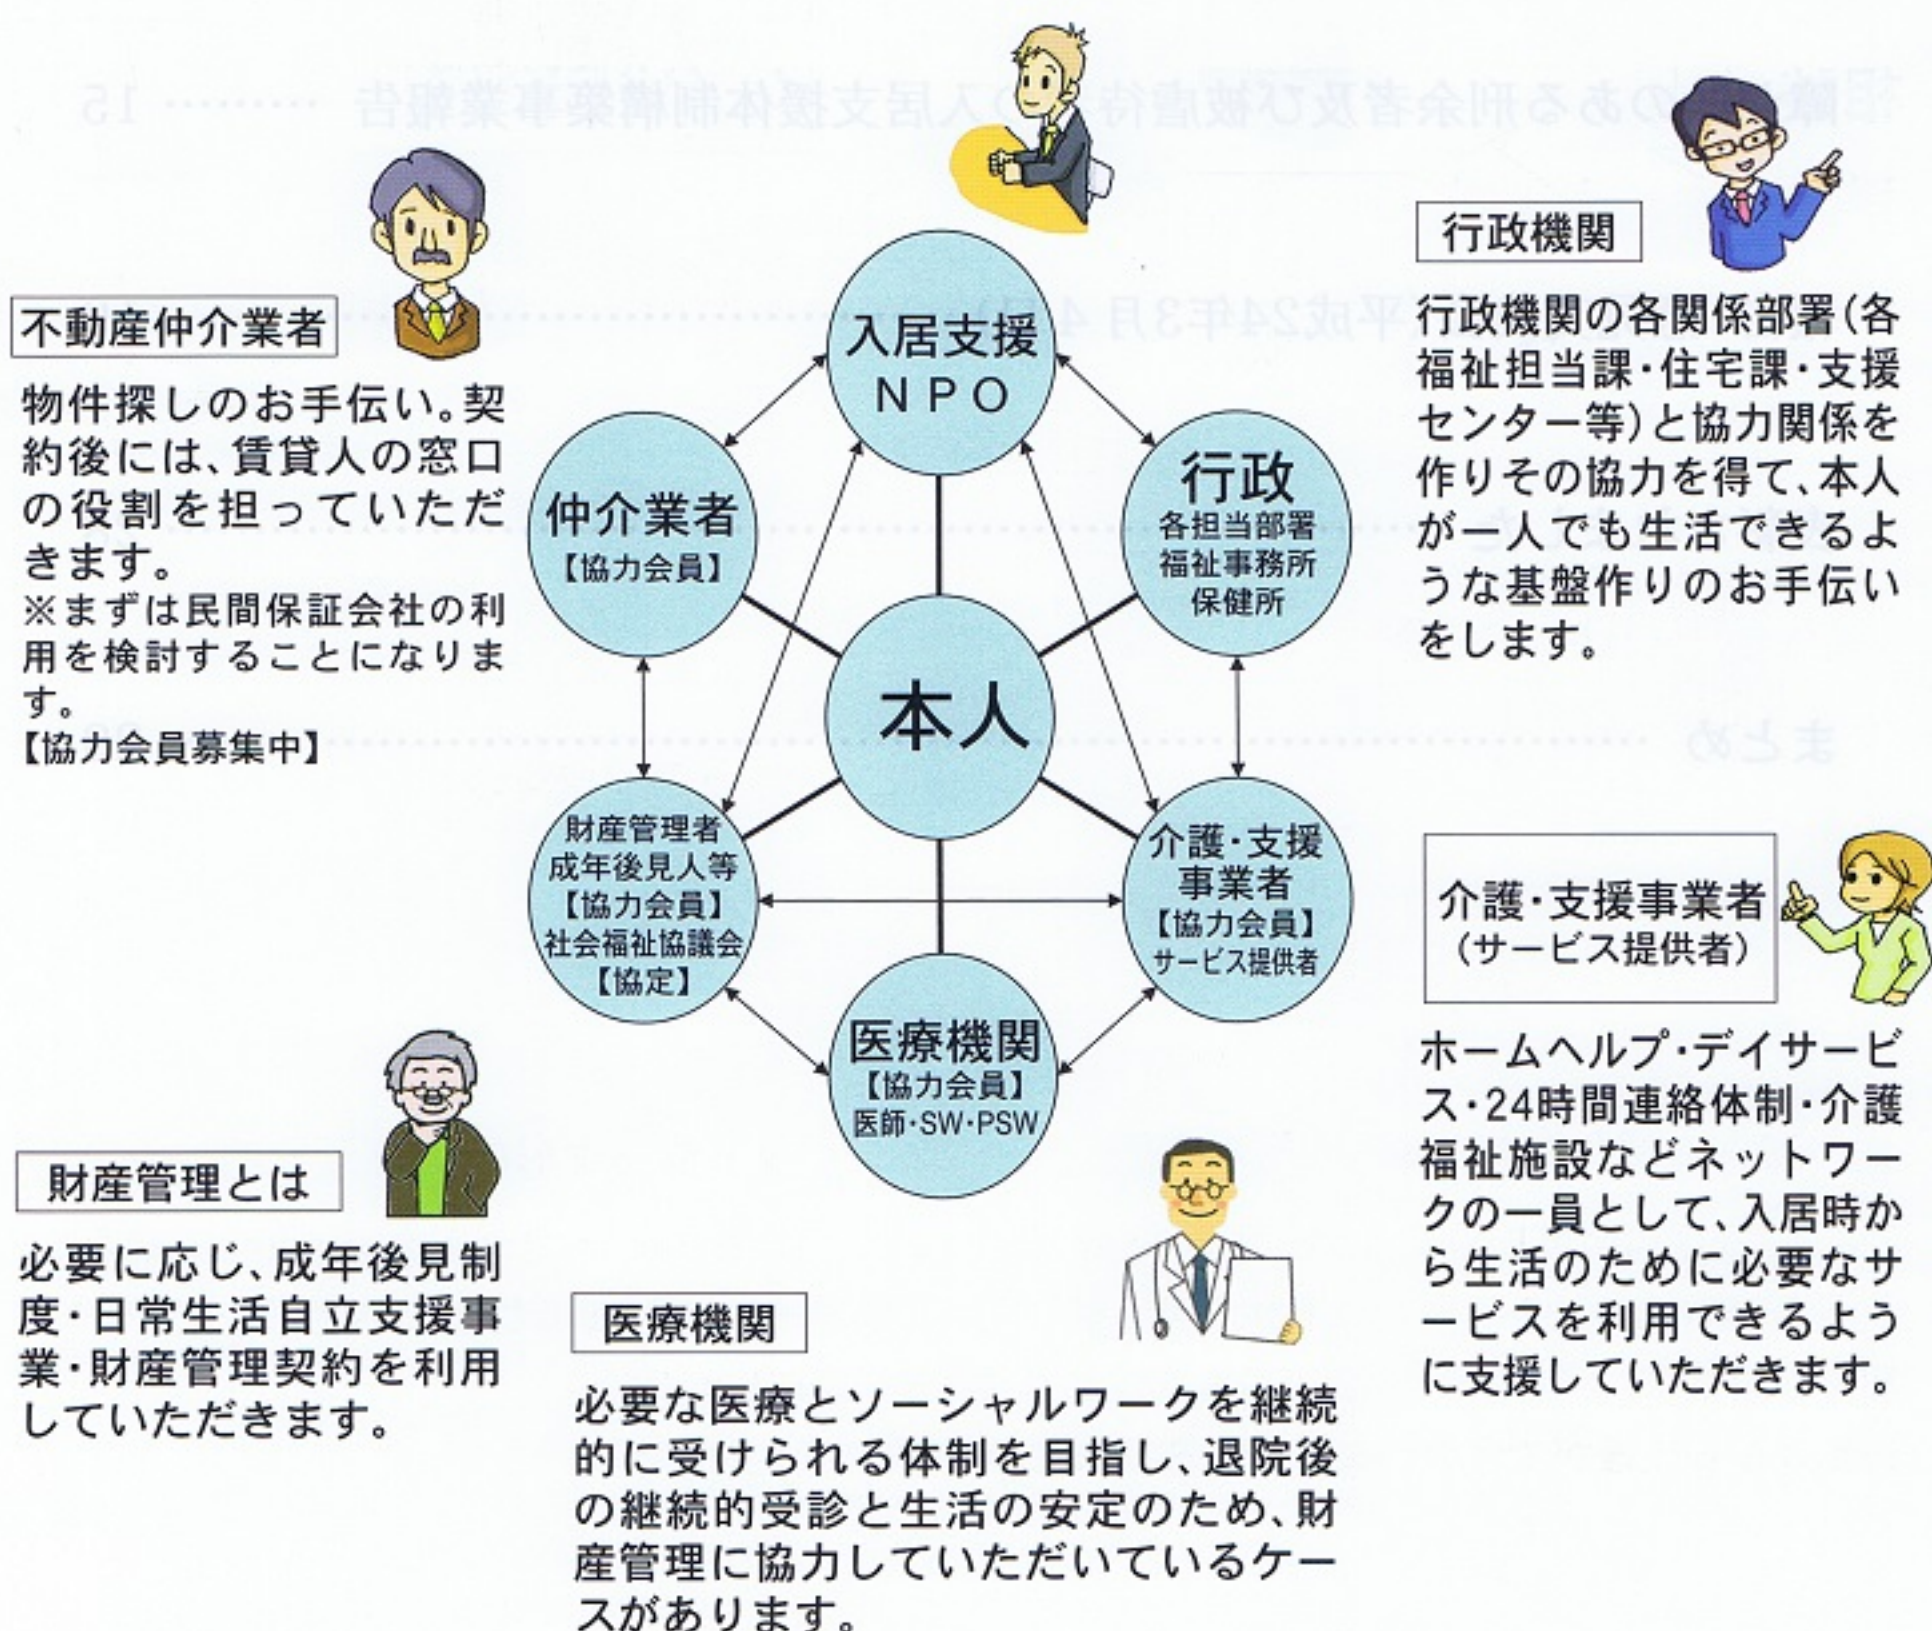 入居支援
NPO
仲介業者
【協力会員】
行政
各担当部署
福祉事務所
保健所
本人
財産管理者
成年後見人等
【協力会員】
社会福祉協議会
【協定】
介護・支援
事業者
【協力会員】
サービス提供者
医療機関
【協力会員】
医師・SW・PSW
不動産仲介業者
物件探しのお手伝い。契
約後には、賃貸人の窓口
の役割を担っていただ
きます。
※まずは民間保証会社の利
用を検討することになりま
す。
【協力会員募集中】
行政機関
行政機関の各関係部署(各
福祉担当課・住宅課・支援
センター等)と協力関係を
作りその協力を得て、本人
が一人でも生活できるよ
うな基盤作りのお手伝い
をします。
財産管理とは
必要に応じ、成年後見制
度・日常生活自立支援事
業・財産管理契約を利用
していただきます。
医療機関
必要な医療とソーシャルワークを継続
的に受けられる体制を目指し、退院後
の継続的受診と生活の安定のため、財
産管理に協力していただいているケー
スがあります。
介護・支援事業者
(サービス提供者)
ホームヘルプ・デイサービ
ス・24時間連絡体制・介護
福祉施設などネットワー
クの一員として、入居時か
ら生活のために必要なサ
ービスを利用できるよう
に支援していただきます。